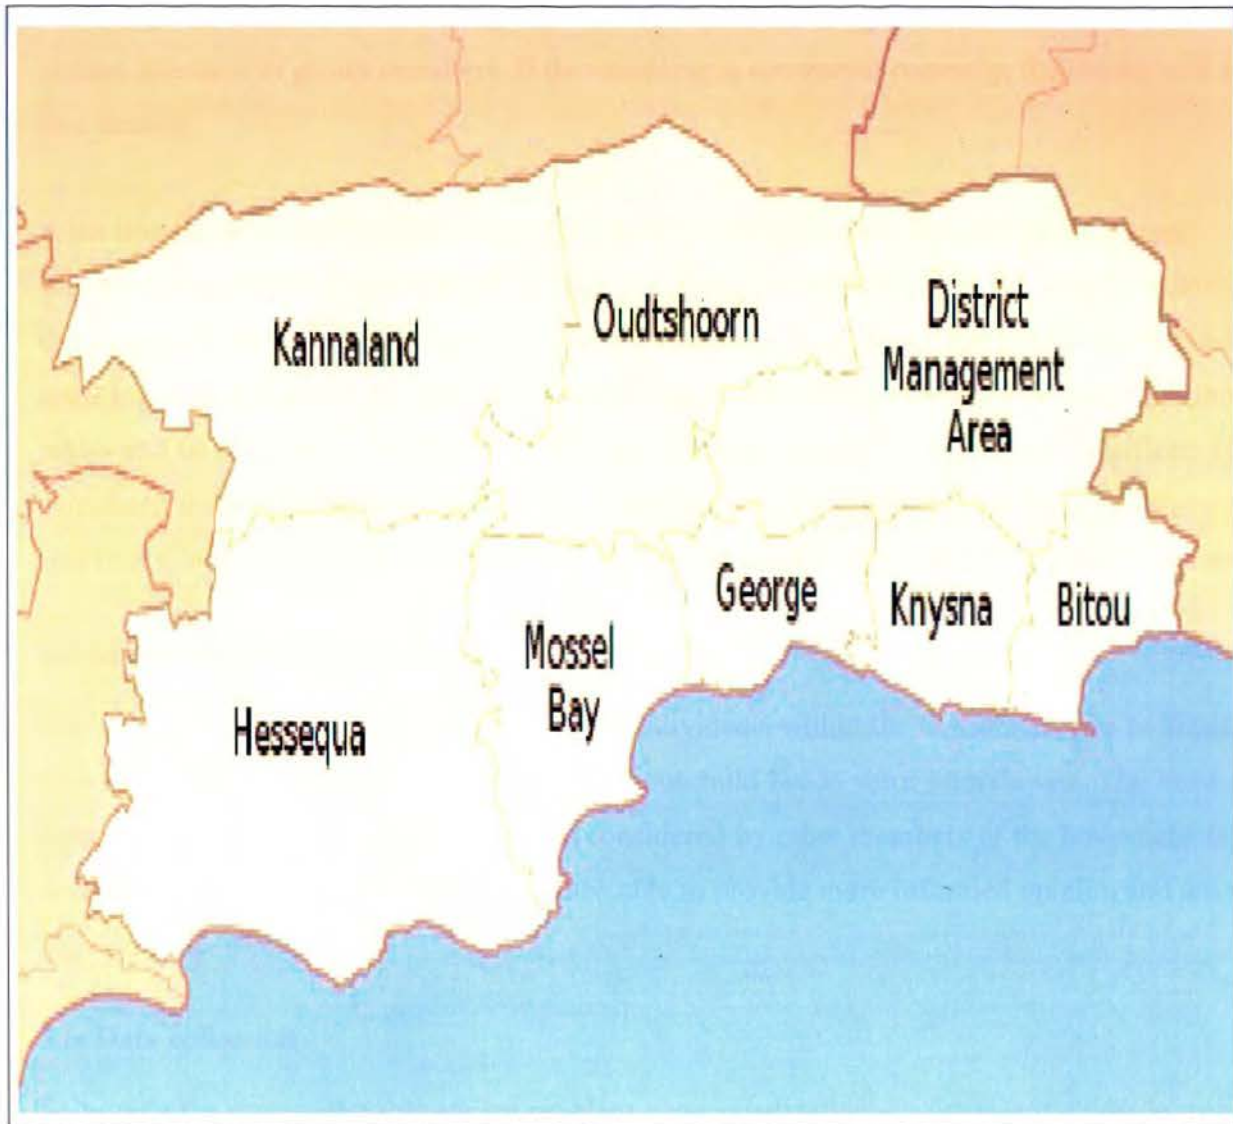 Kannaland
Oudtshoorn
District
Management
Area
Hessequa
Mossel
Bay
George
Knysna
Bitou